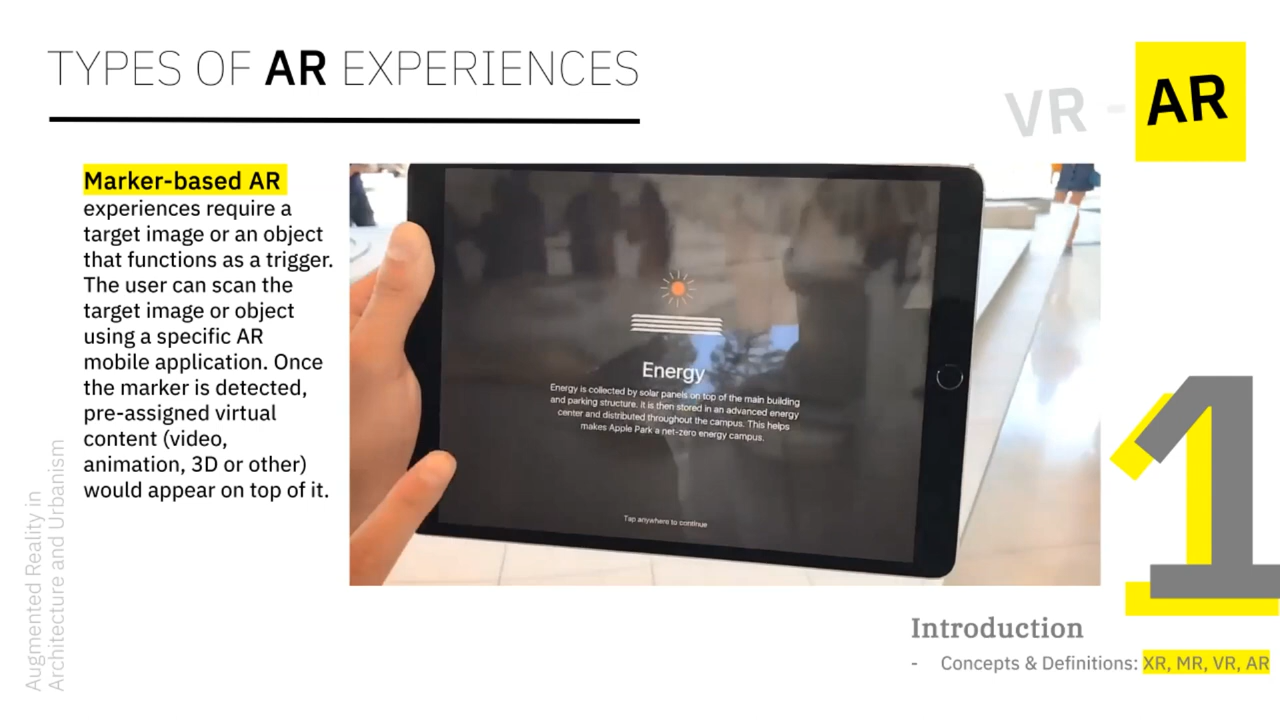 TYPES OF AR EXPERIENCES
VR - AR
Marker-based AR
experiences require a
target image or an object
that functions as a trigger.
The user can scan the
target image or object
using a specific AR
mobile application. Once
the marker is detected,
pre-assigned virtual
content (video,
animation, 3D or other)
would appear on top of it.
Energy
Energy is collected by solar panels on top of the main building
and parking structure. It is then stored in an advanced energy
center and distributed throughout the campus. This helps
makes Apple Park a net-zero energy campus.
Tap anywhere to continue
1
Introduction
- Concepts & Definitions: XR, MR, VR, AR
Augmented Reality in
Architecture and Urbanism